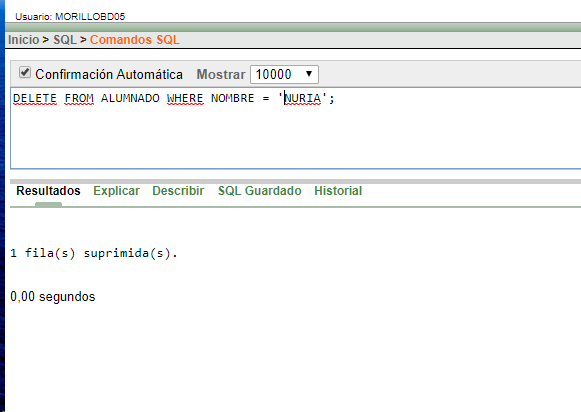 Usuario: MORILLOBD05
Inicio > SQL > Comandos SQL
Confirmación Automática Mostrar 10000
DELETE FROM ALUMNADO WHERE NOMBRE = 'NURIA';
Resultados Explicar Describir SQL Guardado Historial
1 fila(s) suprimida(s).
0,00 segundos